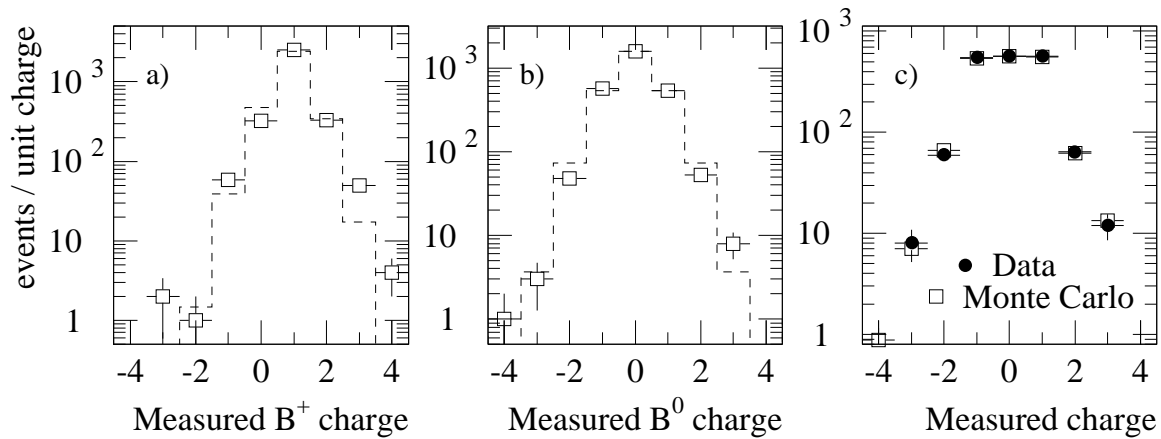 events / unit charge
a)
10^3
10^2
10
1
-4 -2 0 2 4
Measured B^+ charge
b)
10^3
10^2
10
1
-4 -2 0 2 4
Measured B^0 charge
c)
10^3
10^2
10
1
Data
Monte Carlo
-4 -2 0 2 4
Measured charge